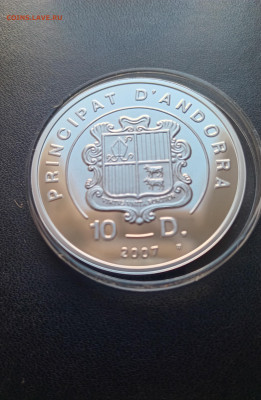 COINS.LAVE.RU
PRINCIPAT D'ANDORRA
10 D.
2007